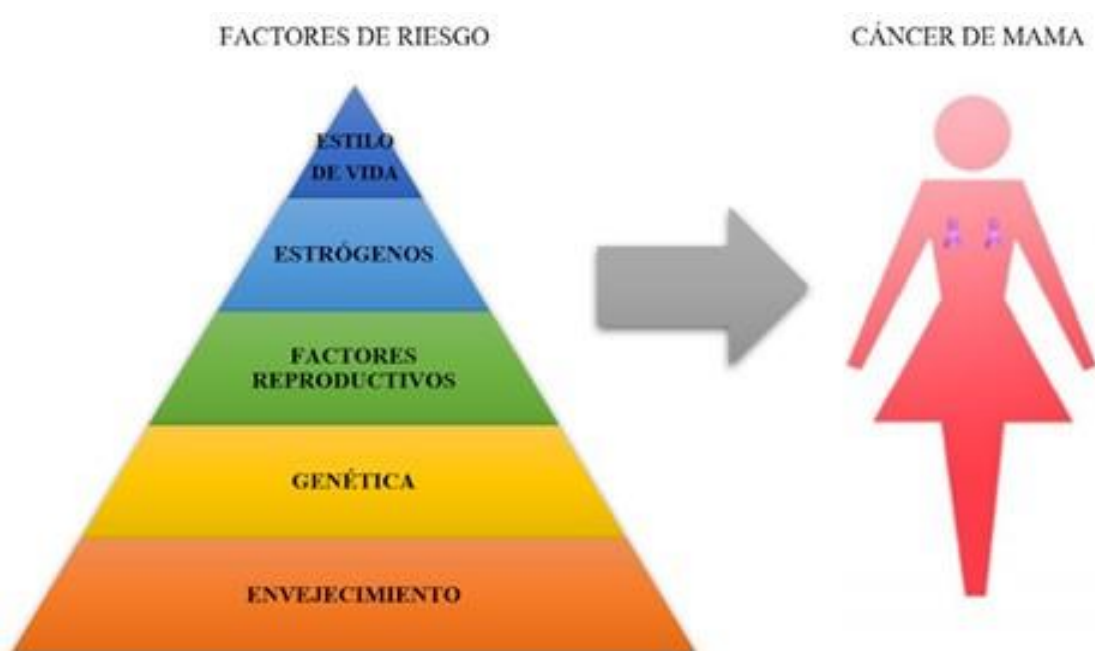 FACTORES DE RIESGO
CÁNCER DE MAMA
ESTILO
DE VIDA
ESTRÓGENOS
FACTORES
REPRODUCTIVOS
GENÉTICA
ENVEJECIMIENTO